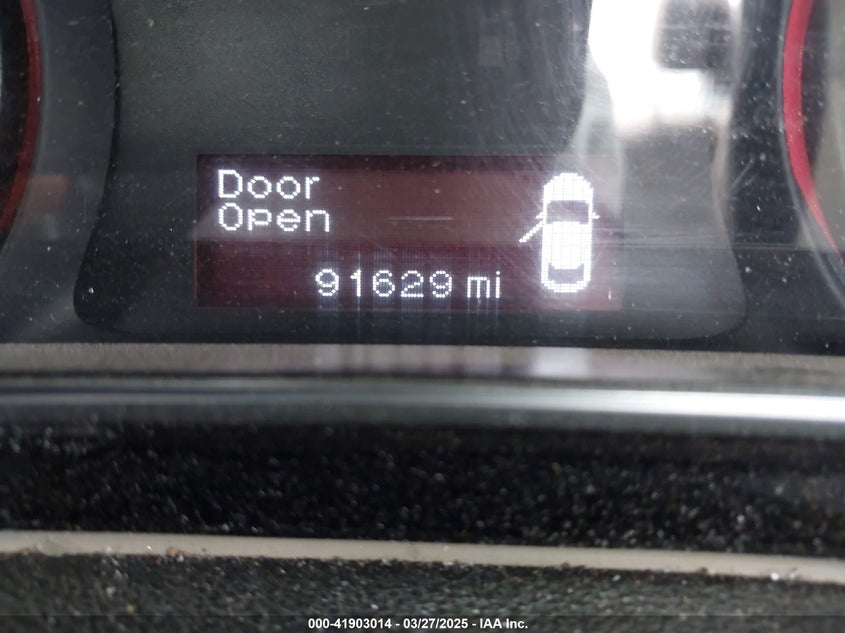 Door
Open
91629 mi
000-41903014 - 03/27/2025 - IAA Inc.